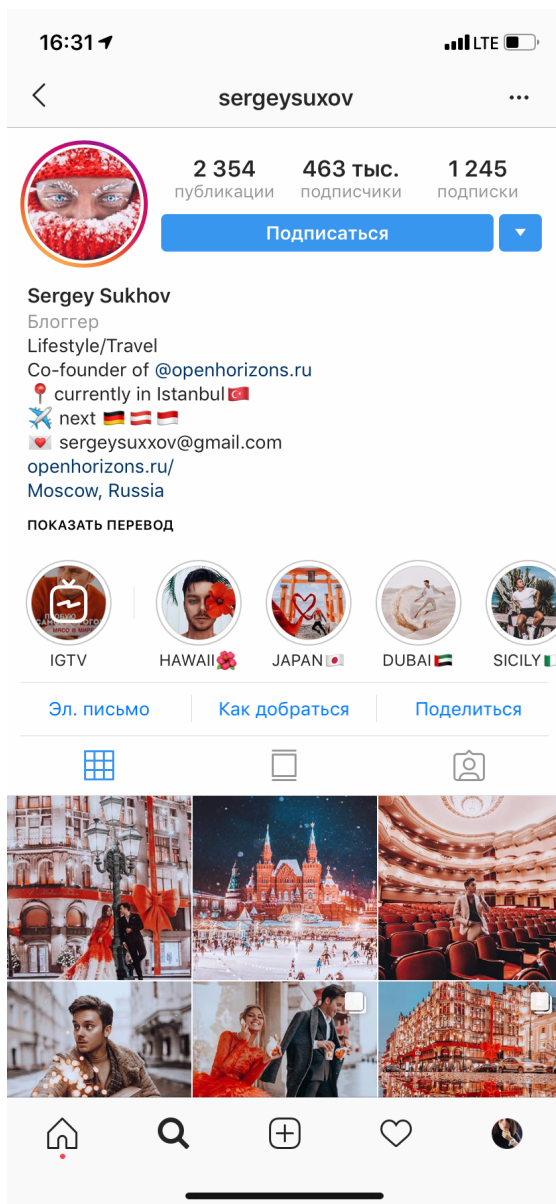 16:31 LTE
sergeysuxov
2 354 463 тыс. 1 245
публикации подписчики подписки
Подписаться
Sergey Sukhov
Блоггер
Lifestyle/Travel
Co-founder of @openhorizons.ru
📍 currently in Istanbul🇹🇷
✈️ next 🇩🇪🇦🇹🇮🇩
💌 sergeysuxxov@gmail.com
openhorizons.ru/
Moscow, Russia
ПОКАЗАТЬ ПЕРЕВОД
МЯСО В МИРЕ
IGTV HAWAII🌺 JAPAN🇯🇵 DUBAI🇦🇪 SICILY
Эл. письмо Как добраться Поделиться